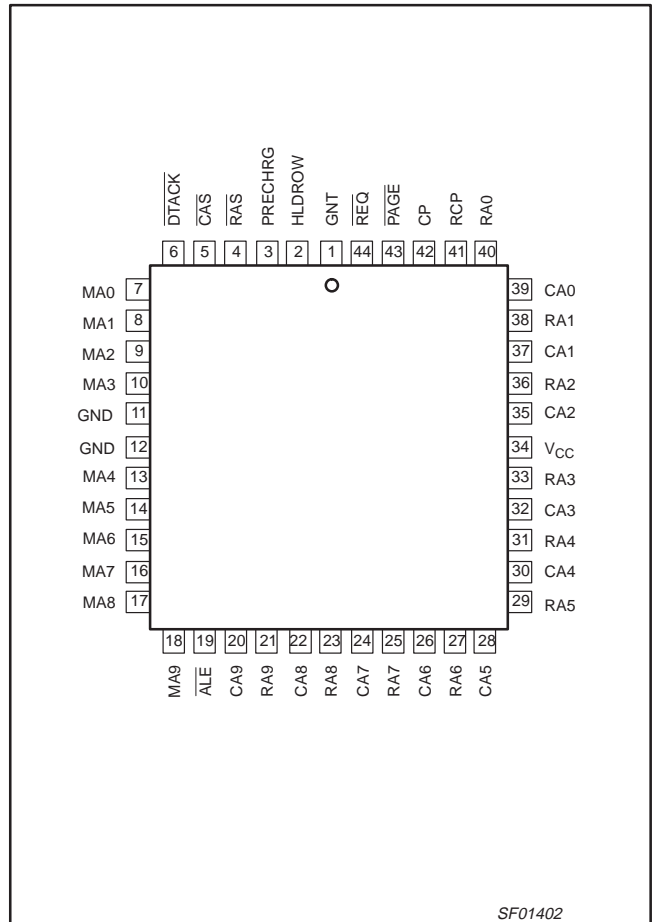 DTACK CAS RAS PRECHRG HLDROW GNT REQ PAGE CP RCP RA0
6 5 4 3 2 1 44 43 42 41 40
MA0 7 39 CA0
MA1 8 38 RA1
MA2 9 37 CA1
MA3 10 36 RA2
GND 11 35 CA2
GND 12 34 VCC
MA4 13 33 RA3
MA5 14 32 CA3
MA6 15 31 RA4
MA7 16 30 CA4
MA8 17 29 RA5
18 19 20 21 22 23 24 25 26 27 28
MA9 ALE CA9 RA9 CA8 RA8 CA7 RA7 CA6 RA6 CA5
SF01402